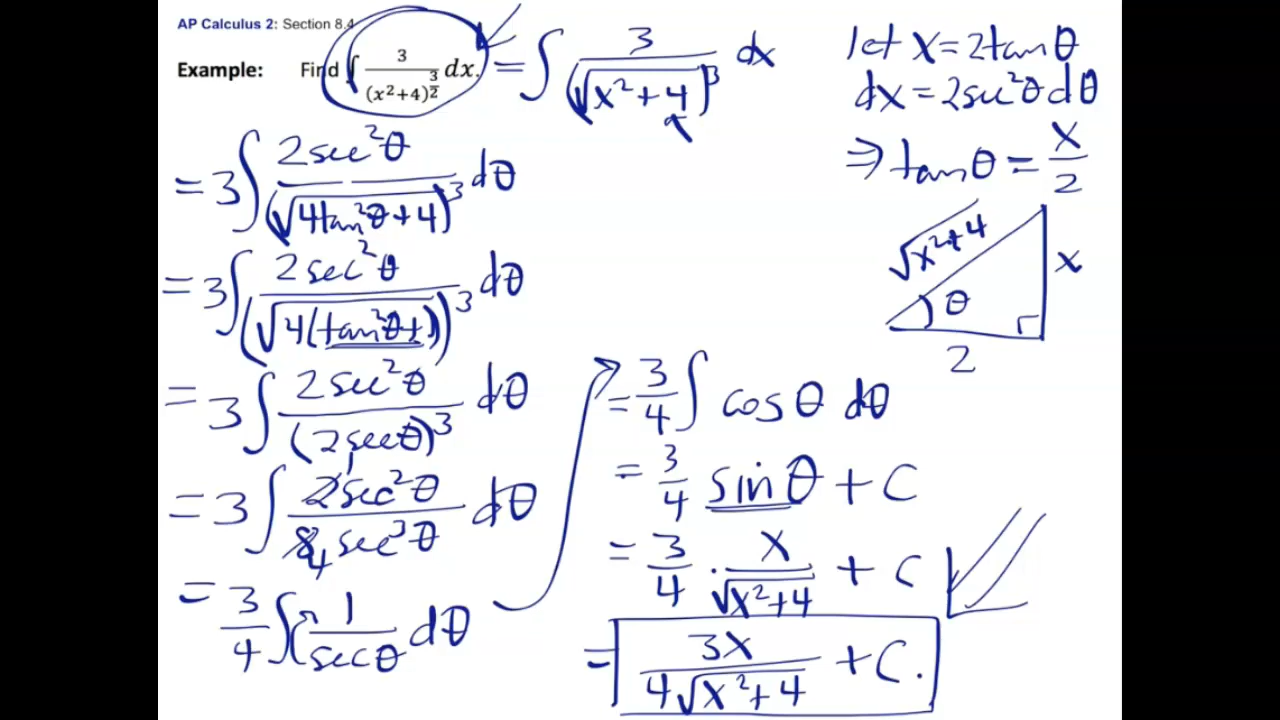 AP Calculus 2: Section 8.4
Example: Find ∫ 3/(x²+4)^(3/2) dx. = ∫ 3/(√(x²+4))³ dx
let x = 2tanθ
dx = 2sec²θ dθ
⇒ tanθ = x/2
√(x²+4)
x
θ
2
= 3∫ 2sec²θ/(√(4tan²θ+4))³ dθ
= 3∫ 2sec²θ/(√(4(tan²θ+1)))³ dθ
= 3∫ 2sec²θ/(2secθ)³ dθ
= 3∫ 2sec²θ/8sec³θ dθ
1
4
= 3/4 ∫ 1/secθ dθ
= 3/4 ∫ cosθ dθ
= 3/4 sinθ + C
= 3/4 · x/√(x²+4) + C
= 3x/(4√(x²+4)) + C.